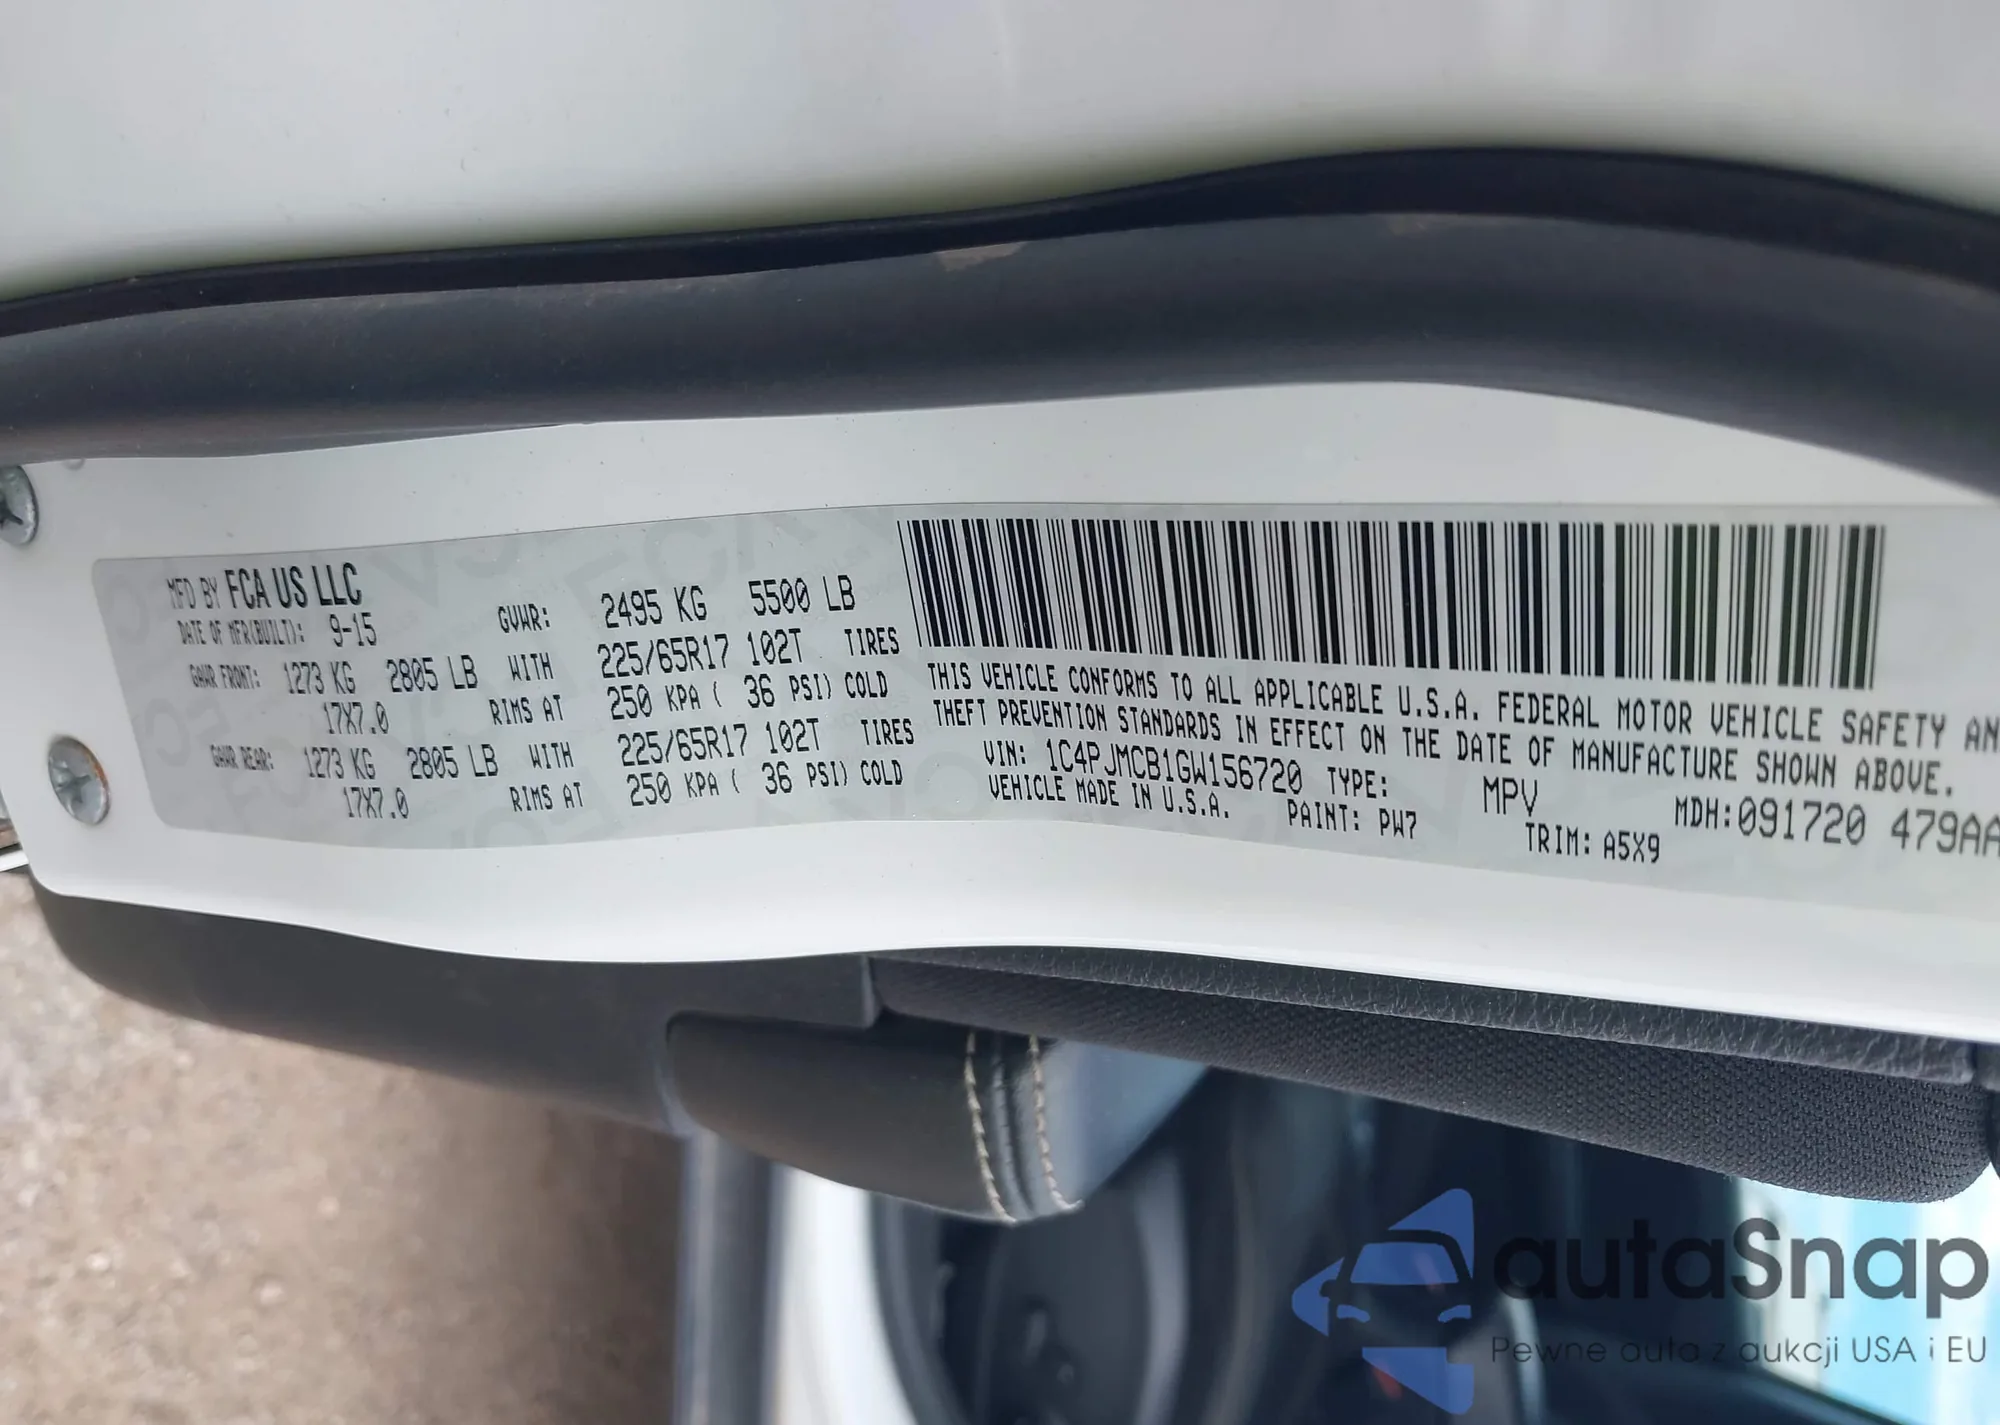 MFD BY FCA US LLC
DATE OF MFR(BUILT): 9-15 GVWR: 2495 KG 5500 LB
GAWR FRONT: 1273 KG 2805 LB WITH 225/65R17 102T TIRES
17X7.0 RIMS AT 250 KPA ( 36 PSI) COLD
GAWR REAR: 1273 KG 2805 LB WITH 225/65R17 102T TIRES
17X7.0 RIMS AT 250 KPA ( 36 PSI) COLD
THIS VEHICLE CONFORMS TO ALL APPLICABLE U.S.A. FEDERAL MOTOR VEHICLE SAFETY AN
THEFT PREVENTION STANDARDS IN EFFECT ON THE DATE OF MANUFACTURE SHOWN ABOVE.
VIN: 1C4PJMCB1GW156720 TYPE: MPV MDH:091720 479AA
VEHICLE MADE IN U.S.A. PAINT: PW7 TRIM: A5X9
autaSnap
Pewne auta z aukcji USA i EU